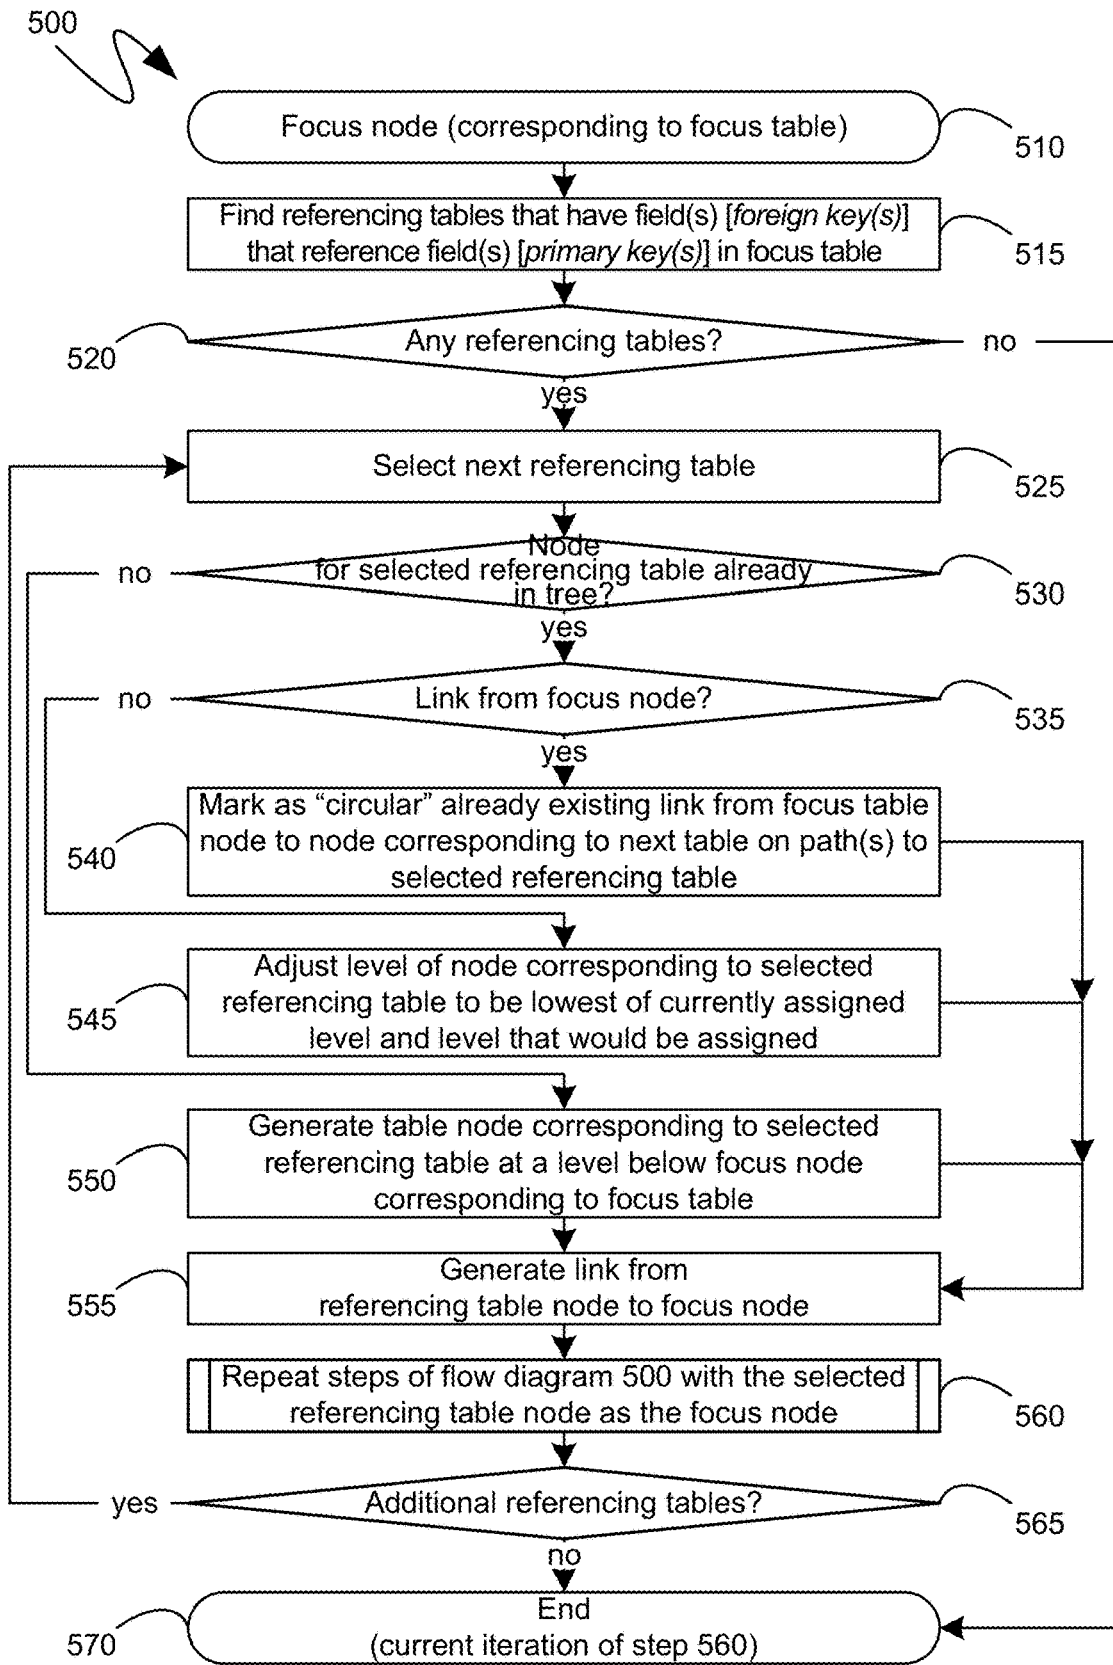 500
Focus node (corresponding to focus table)
510
Find referencing tables that have field(s) [foreign key(s)]
that reference field(s) [primary key(s)] in focus table
515
Any referencing tables?
no
520
yes
Select next referencing table
525
Node
for selected referencing table already
in tree?
no
530
yes
Link from focus node?
no
535
yes
Mark as “circular” already existing link from focus table
node to node corresponding to next table on path(s) to
selected referencing table
540
Adjust level of node corresponding to selected
referencing table to be lowest of currently assigned
level and level that would be assigned
545
Generate table node corresponding to selected
referencing table at a level below focus node
corresponding to focus table
550
Generate link from
referencing table node to focus node
555
Repeat steps of flow diagram 500 with the selected
referencing table node as the focus node
560
yes
Additional referencing tables?
565
no
End
(current iteration of step 560)
570